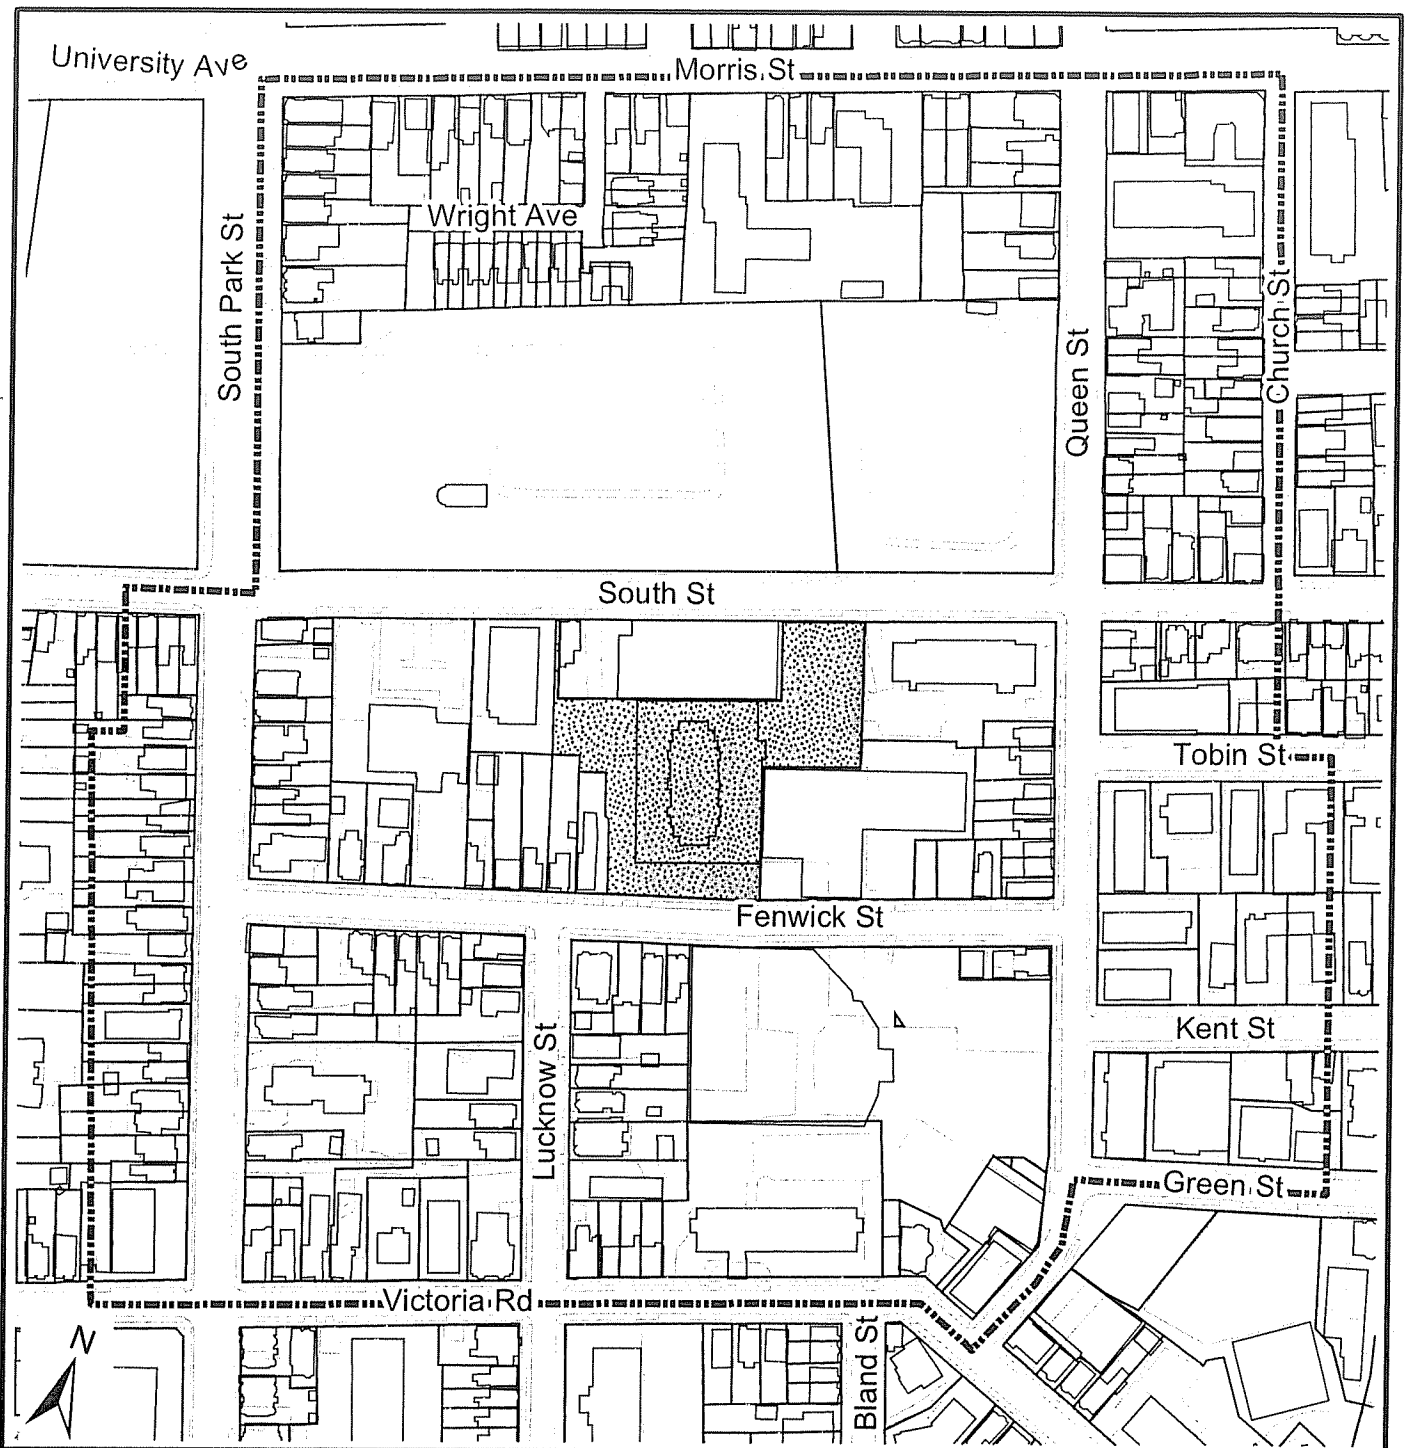 University Ave
Morris St
Wright Ave
South Park St
Queen St
Church St
South St
Tobin St
Fenwick St
Kent St
Lucknow St
Green St
Victoria Rd
Bland St
N